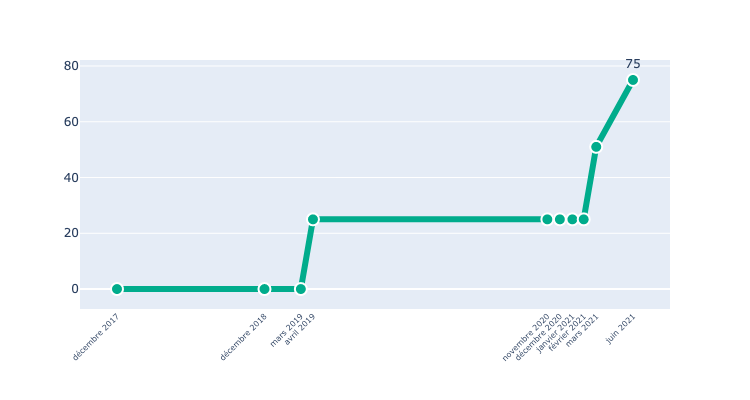 75
80
60
40
20
0
décembre 2017
décembre 2018
mars 2019
avril 2019
novembre 2020
décembre 2020
janvier 2021
février 2021
mars 2021
juin 2021